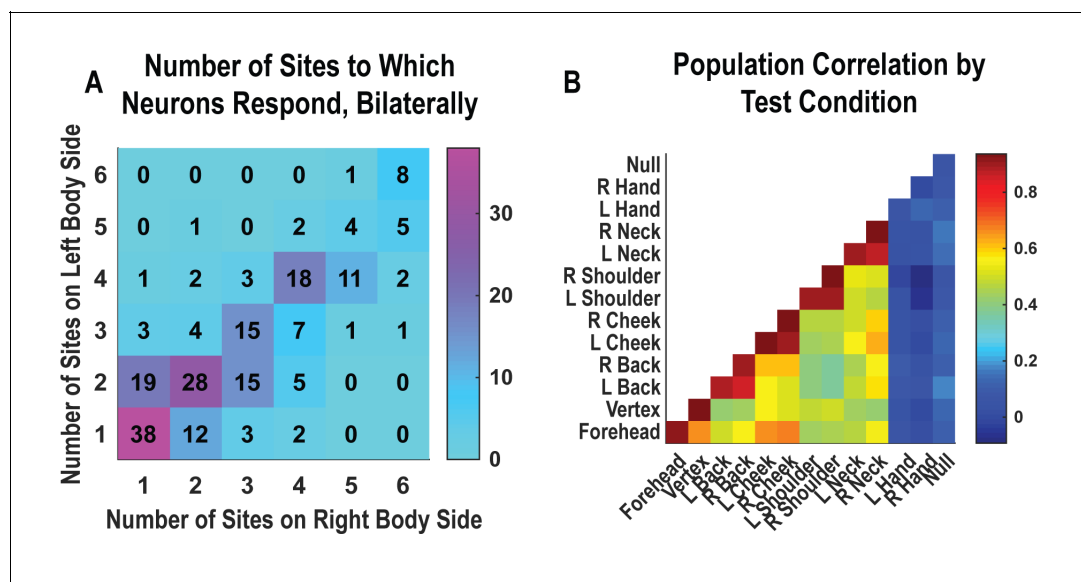 A
Number of Sites to Which
Neurons Respond, Bilaterally
Number of Sites on Left Body Side
6 0 0 0 0 1 8
5 0 1 0 2 4 5
4 1 2 3 18 11 2
3 3 4 15 7 1 1
2 19 28 15 5 0 0
1 38 12 3 2 0 0
1 2 3 4 5 6
Number of Sites on Right Body Side
30
20
10
0
B
Population Correlation by
Test Condition
Null
R Hand
L Hand
R Neck
L Neck
R Shoulder
L Shoulder
R Cheek
L Cheek
R Back
L Back
Vertex
Forehead
Forehead
Vertex
L Back
R Back
L Cheek
R Cheek
L Shoulder
R Shoulder
L Neck
R Neck
L Hand
R Hand
Null
0.8
0.6
0.4
0.2
0